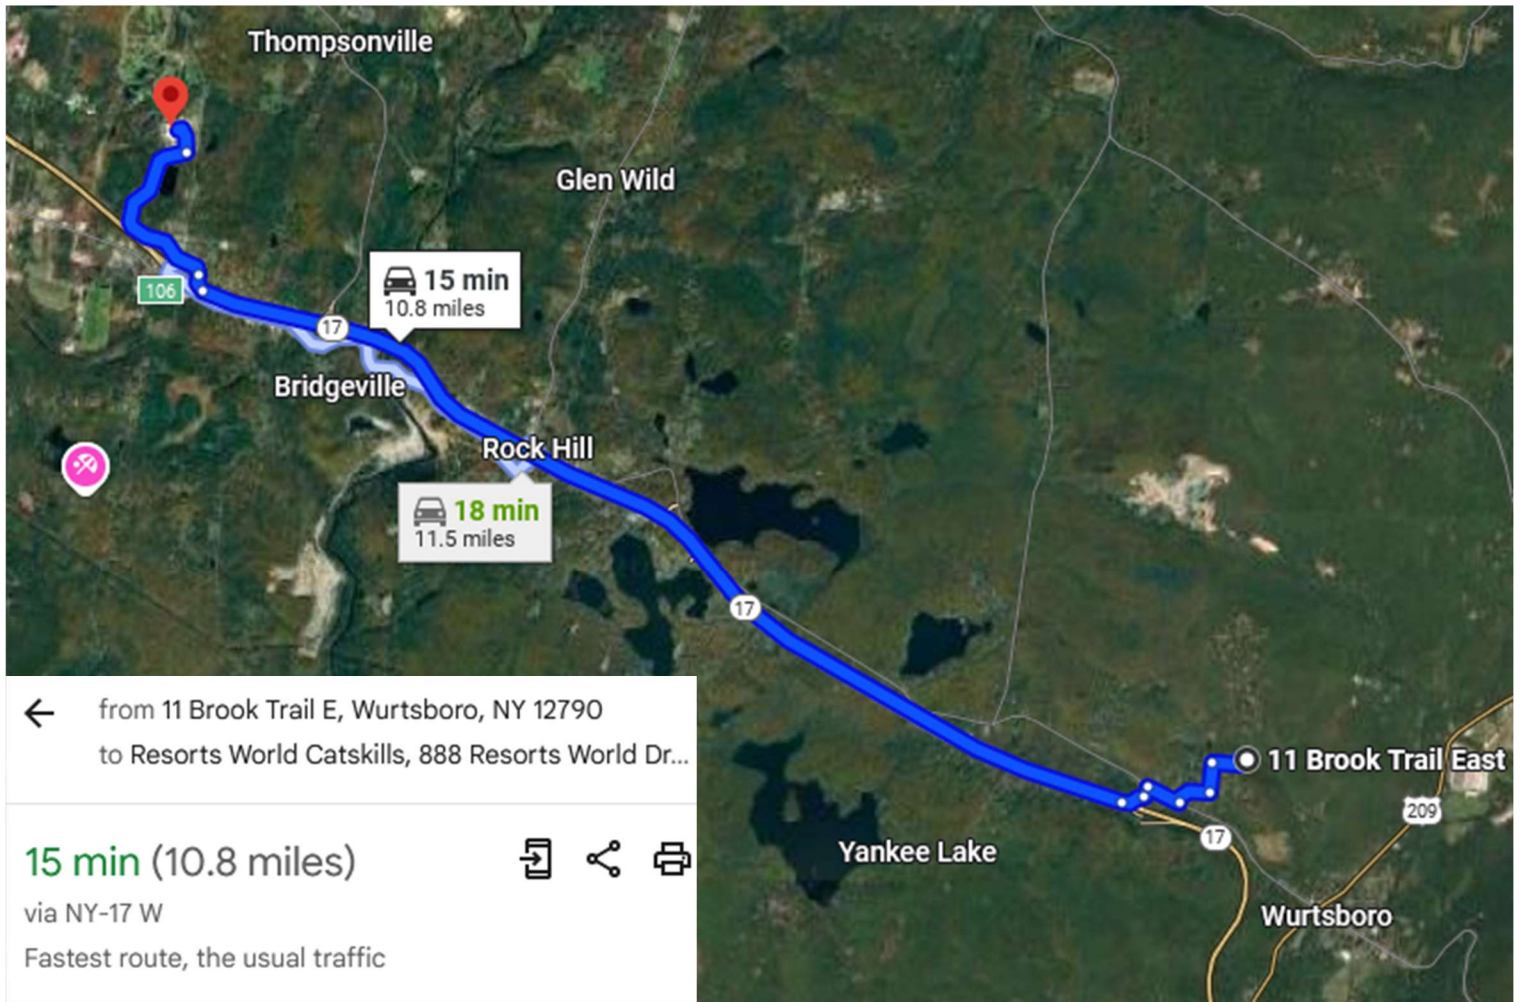 Thompsonville
Glen Wild
15 min
10.8 miles
106
17
Bridgeville
Rock Hill
18 min
11.5 miles
17
from 11 Brook Trail E, Wurtsboro, NY 12790
to Resorts World Catskills, 888 Resorts World Dr...
11 Brook Trail East
209
17
Yankee Lake
15 min (10.8 miles)
via NY-17 W
Wurtsboro
Fastest route, the usual traffic